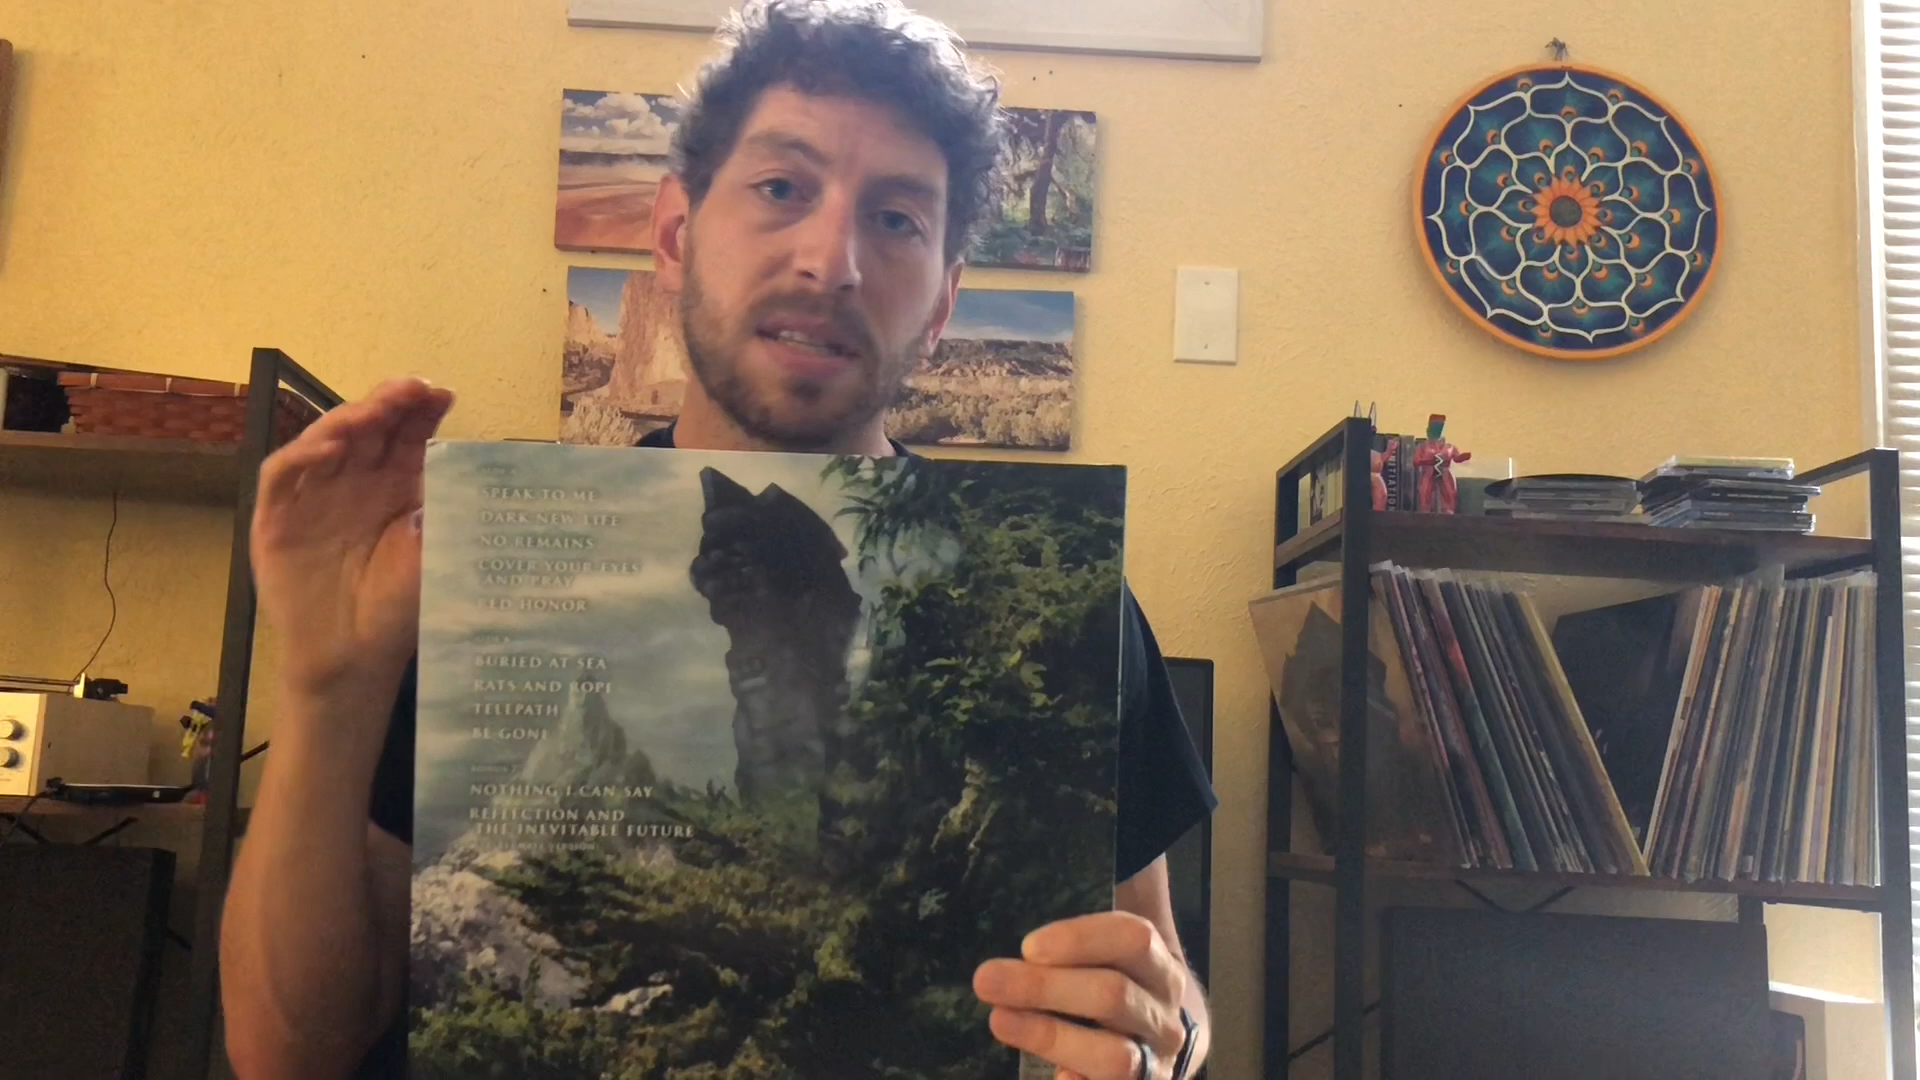 SPEAK TO ME
DARK NEW LIFE
NO REMAINS
COVER YOUR EYES
AND PRAY
RED HONOR
BURIED AT SEA
RATS AND ROPE
TELEPATH
BE GONE
NOTHING I CAN SAY
REFLECTION AND
THE INEVITABLE FUTURE